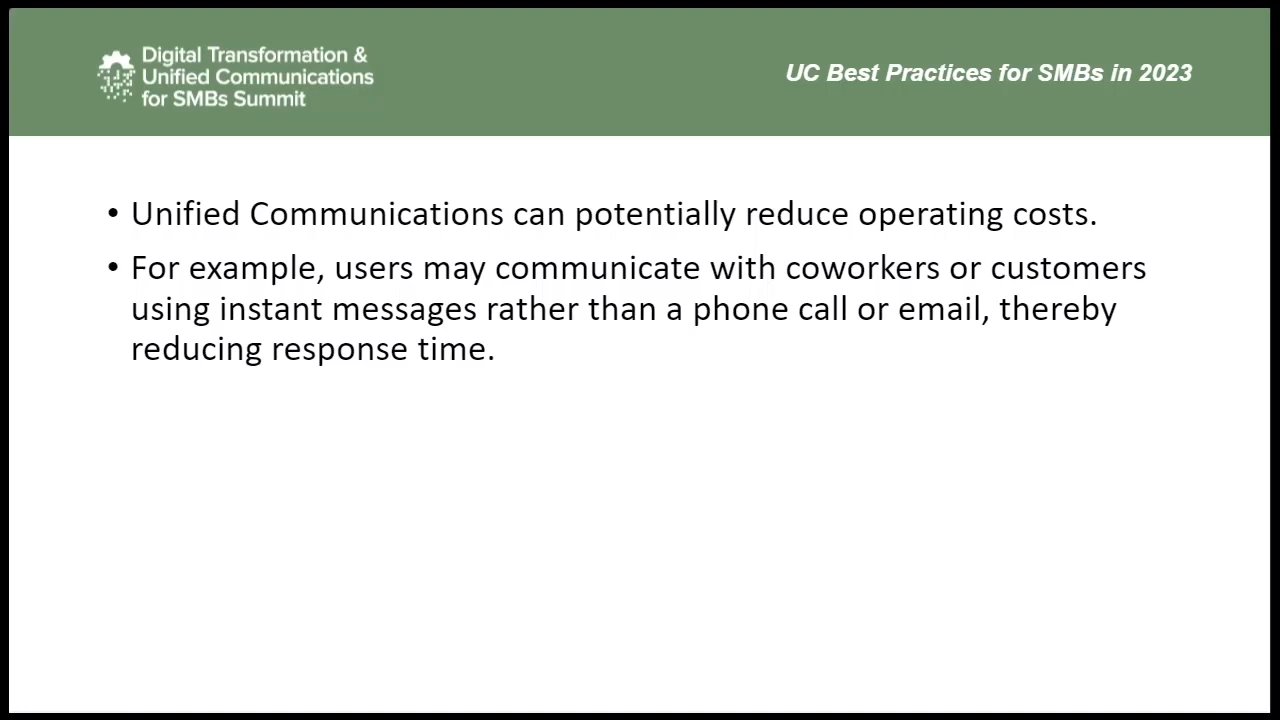 Digital Transformation &
Unified Communications
for SMBs Summit
UC Best Practices for SMBs in 2023
• Unified Communications can potentially reduce operating costs.
• For example, users may communicate with coworkers or customers
using instant messages rather than a phone call or email, thereby
reducing response time.